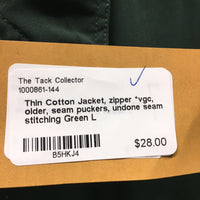 The Tack Collector
1000861-144
Thin Cotton Jacket, zipper *vgc,
older, seam puckers, undone seam
stitching Green L
$28.00
B5HKJ4